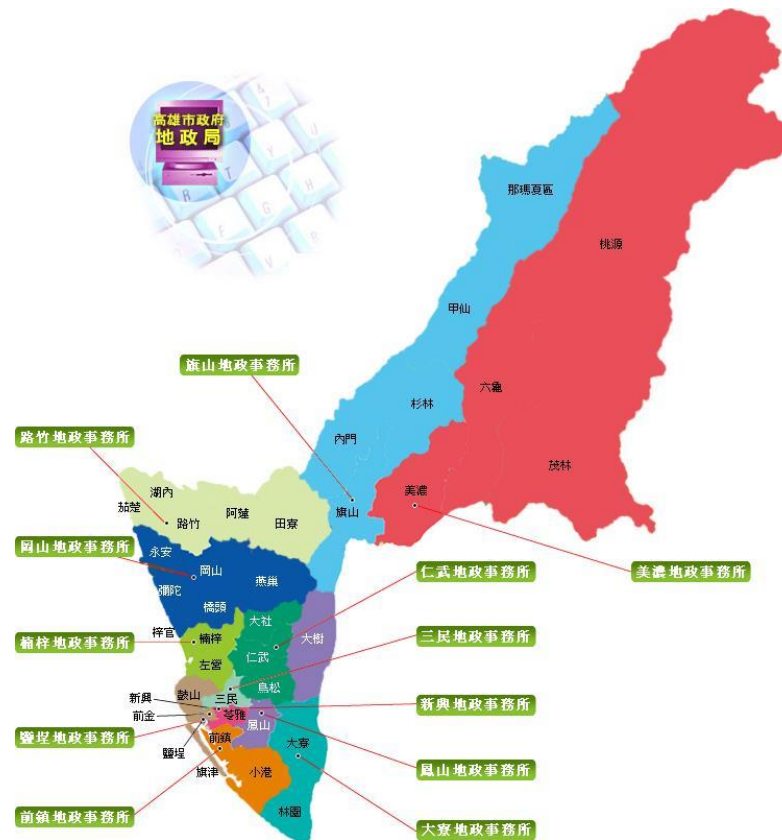 高雄市政府
地政局
那瑪夏區
桃源
甲仙
旗山地政事務所
六龜
杉林
路竹地政事務所
內門
茂林
湖內
美濃
茄萣
路竹
阿蓮
田寮
旗山
岡山地政事務所
永安
岡山
燕巢
仁武地政事務所
美濃地政事務所
彌陀
橋頭
大社
大樹
梓官
楠梓地政事務所
楠梓
仁武
三民地政事務所
左營
鳥松
新興
鼓山
三民
新興地政事務所
前金
苓雅
鹽埕地政事務所
鳳山
鹽埕
前鎮
大寮
旗津
小港
鳳山地政事務所
前鎮地政事務所
林園
大寮地政事務所